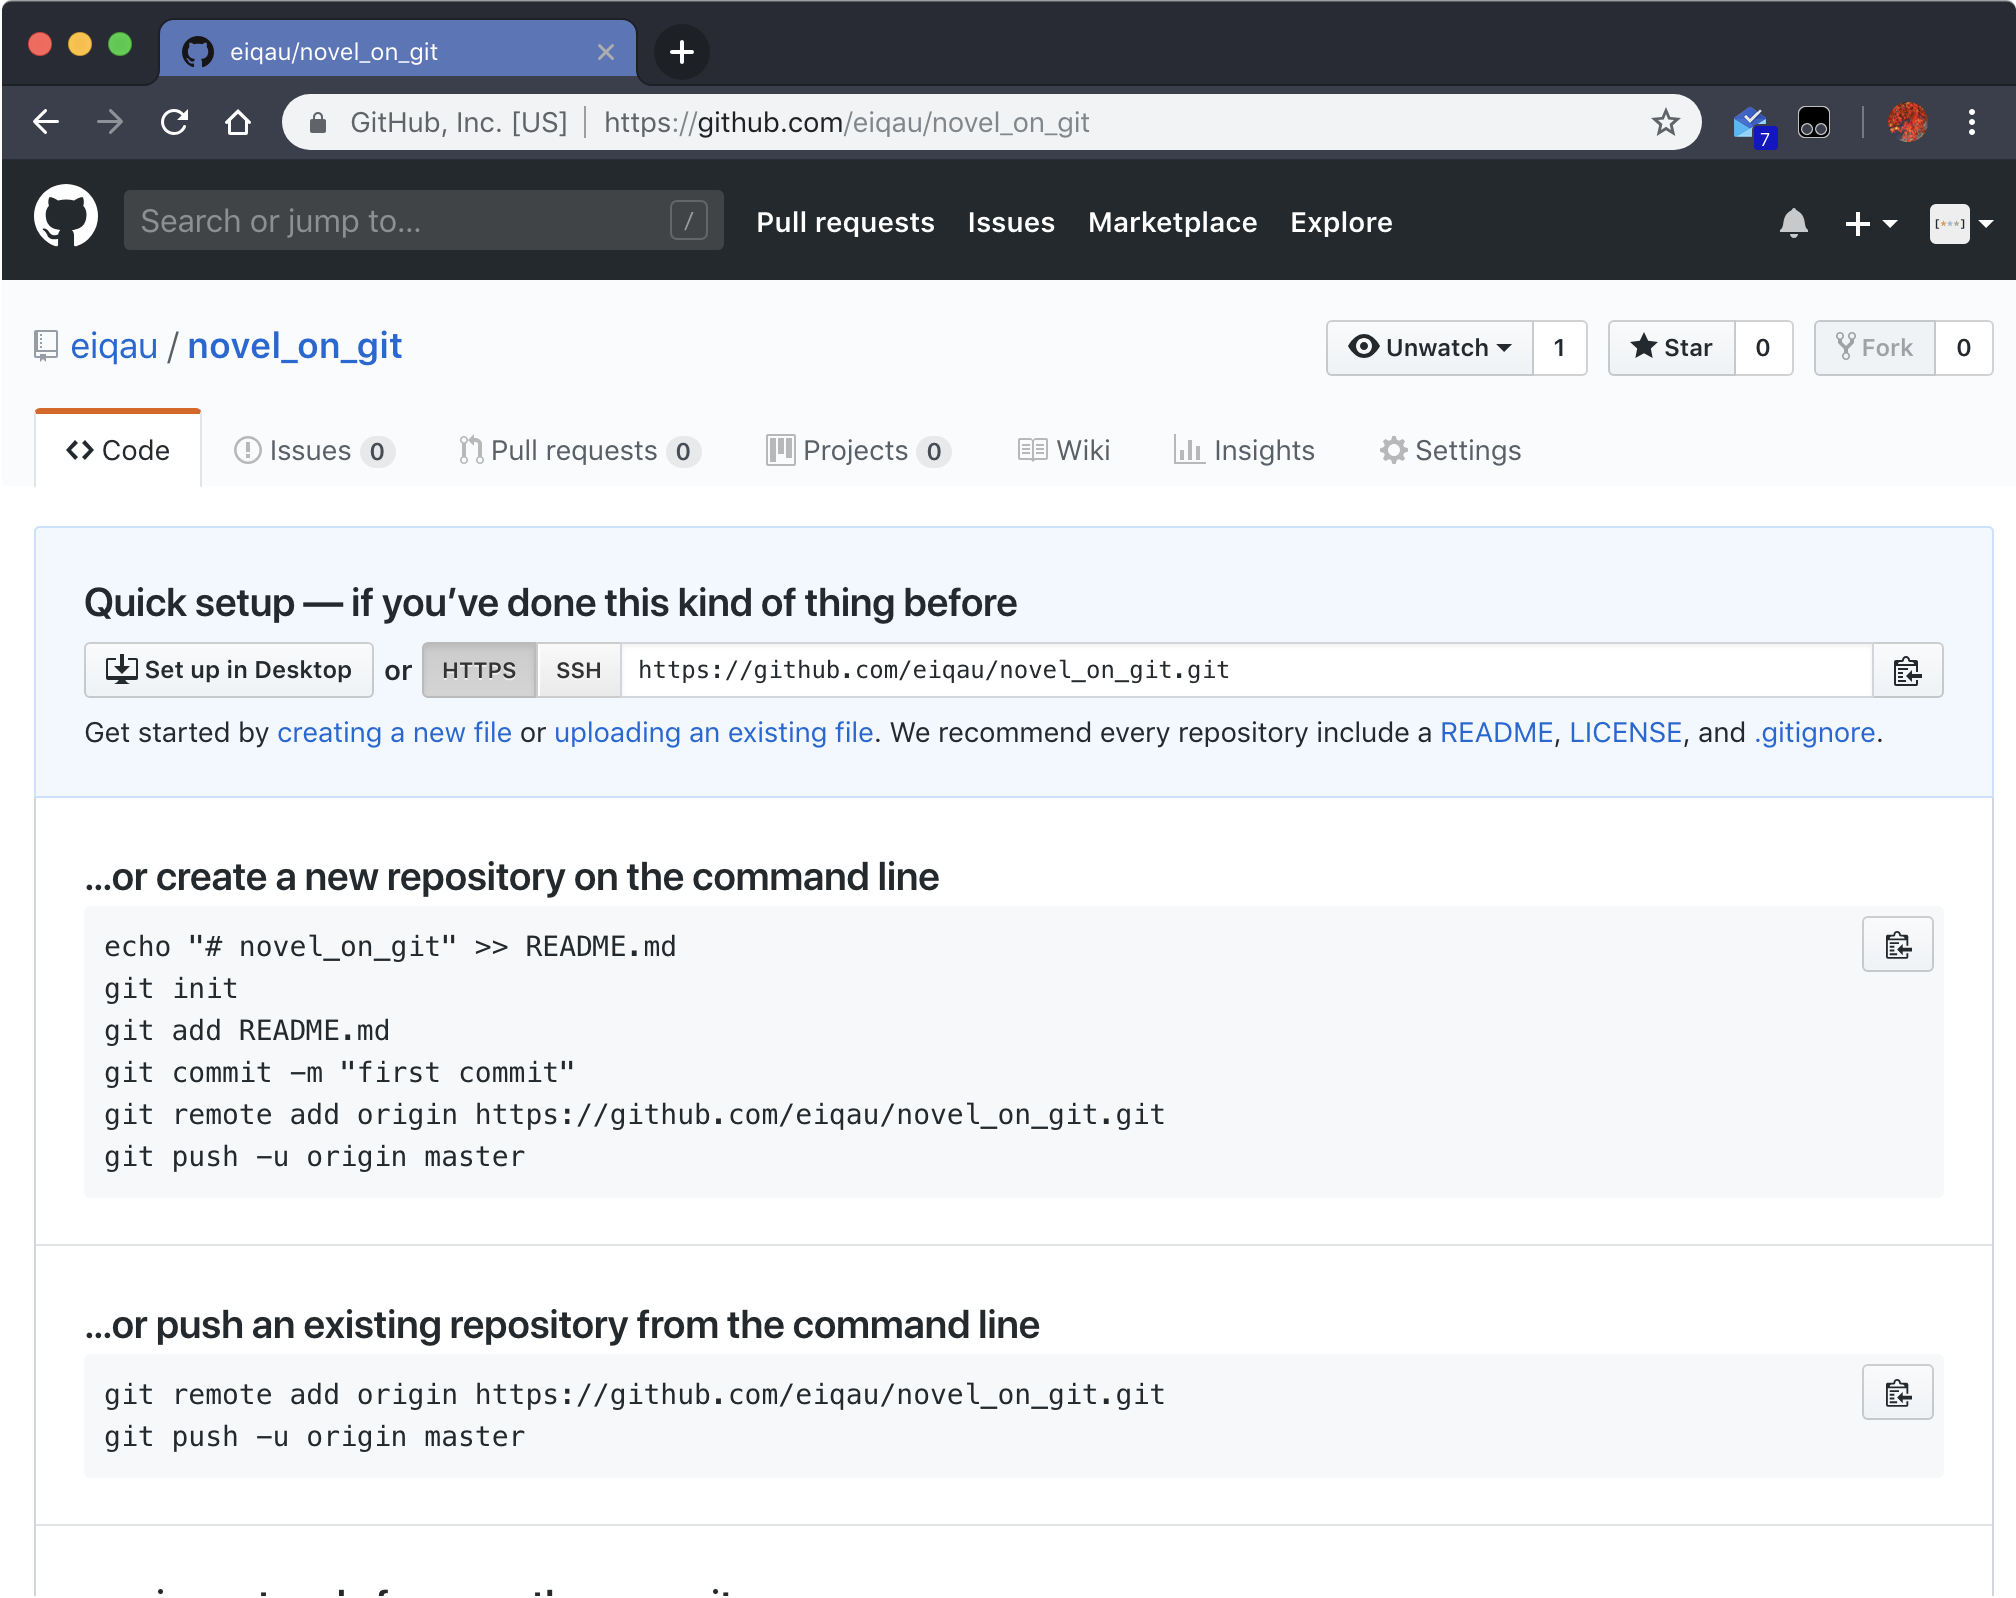 eiqau/novel_on_git
GitHub, Inc. [US] https://github.com/eiqau/novel_on_git
7
Search or jump to... / Pull requests Issues Marketplace Explore [***]
eiqau / novel_on_git Unwatch 1 Star 0 Fork 0
Code Issues 0 Pull requests 0 Projects 0 Wiki Insights Settings
Quick setup — if you’ve done this kind of thing before
Set up in Desktop or HTTPS SSH https://github.com/eiqau/novel_on_git.git
Get started by creating a new file or uploading an existing file. We recommend every repository include a README, LICENSE, and .gitignore.
…or create a new repository on the command line
echo "# novel_on_git" >> README.md
git init
git add README.md
git commit -m "first commit"
git remote add origin https://github.com/eiqau/novel_on_git.git
git push -u origin master
…or push an existing repository from the command line
git remote add origin https://github.com/eiqau/novel_on_git.git
git push -u origin master